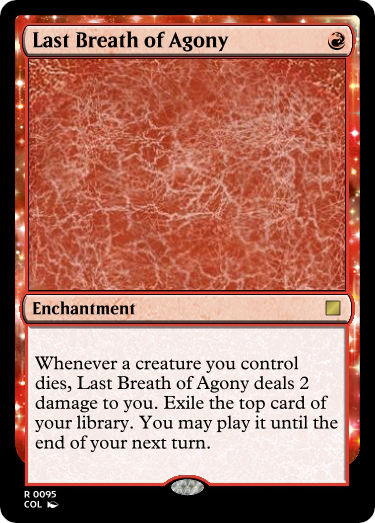 Last Breath of Agony
Enchantment
Whenever a creature you control
dies, Last Breath of Agony deals 2
damage to you. Exile the top card of
your library. You may play it until the
end of your next turn.
R 0095
COL